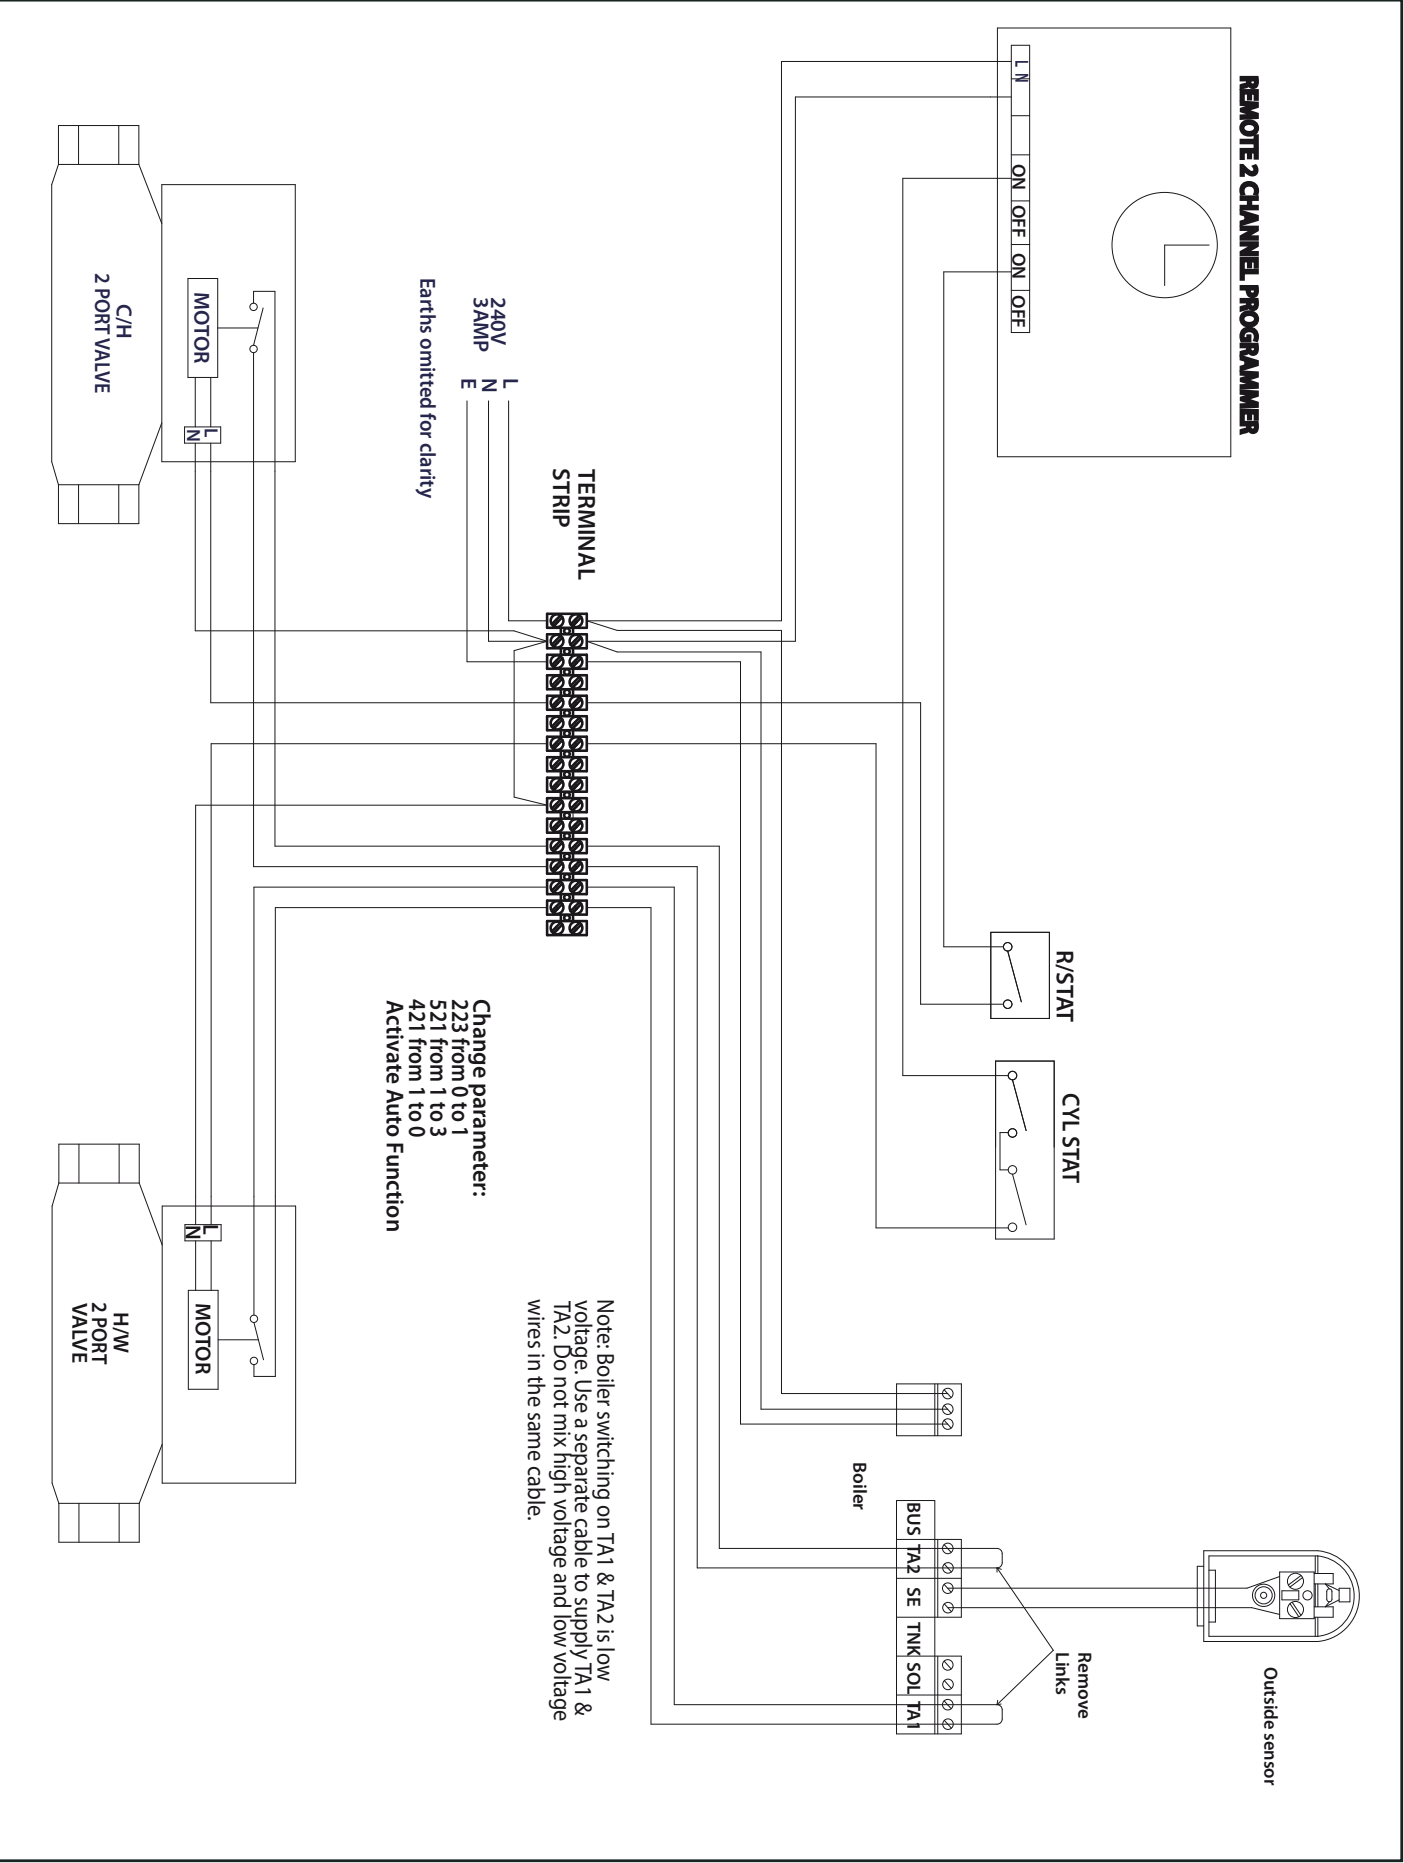 REMOTE 2 CHANNEL PROGRAMMER
L N
ON
OFF
ON
OFF
R/STAT
CYL STAT
Outside sensor
Remove
Links
Boiler
BUS
TA2
SE
TNK
SOL
TA1
TERMINAL
STRIP
240V
3AMP
L
N
E
Earths omitted for clarity
Note: Boiler switching on TA1 & TA2 is low
voltage. Use a separate cable to supply TA1 &
TA2. Do not mix high voltage and low voltage
wires in the same cable.
Change parameter:
223 from 0 to 1
521 from 1 to 3
421 from 1 to 0
Activate Auto Function
MOTOR
L
N
C/H
2 PORT VALVE
L
N
MOTOR
H/W
2 PORT
VALVE